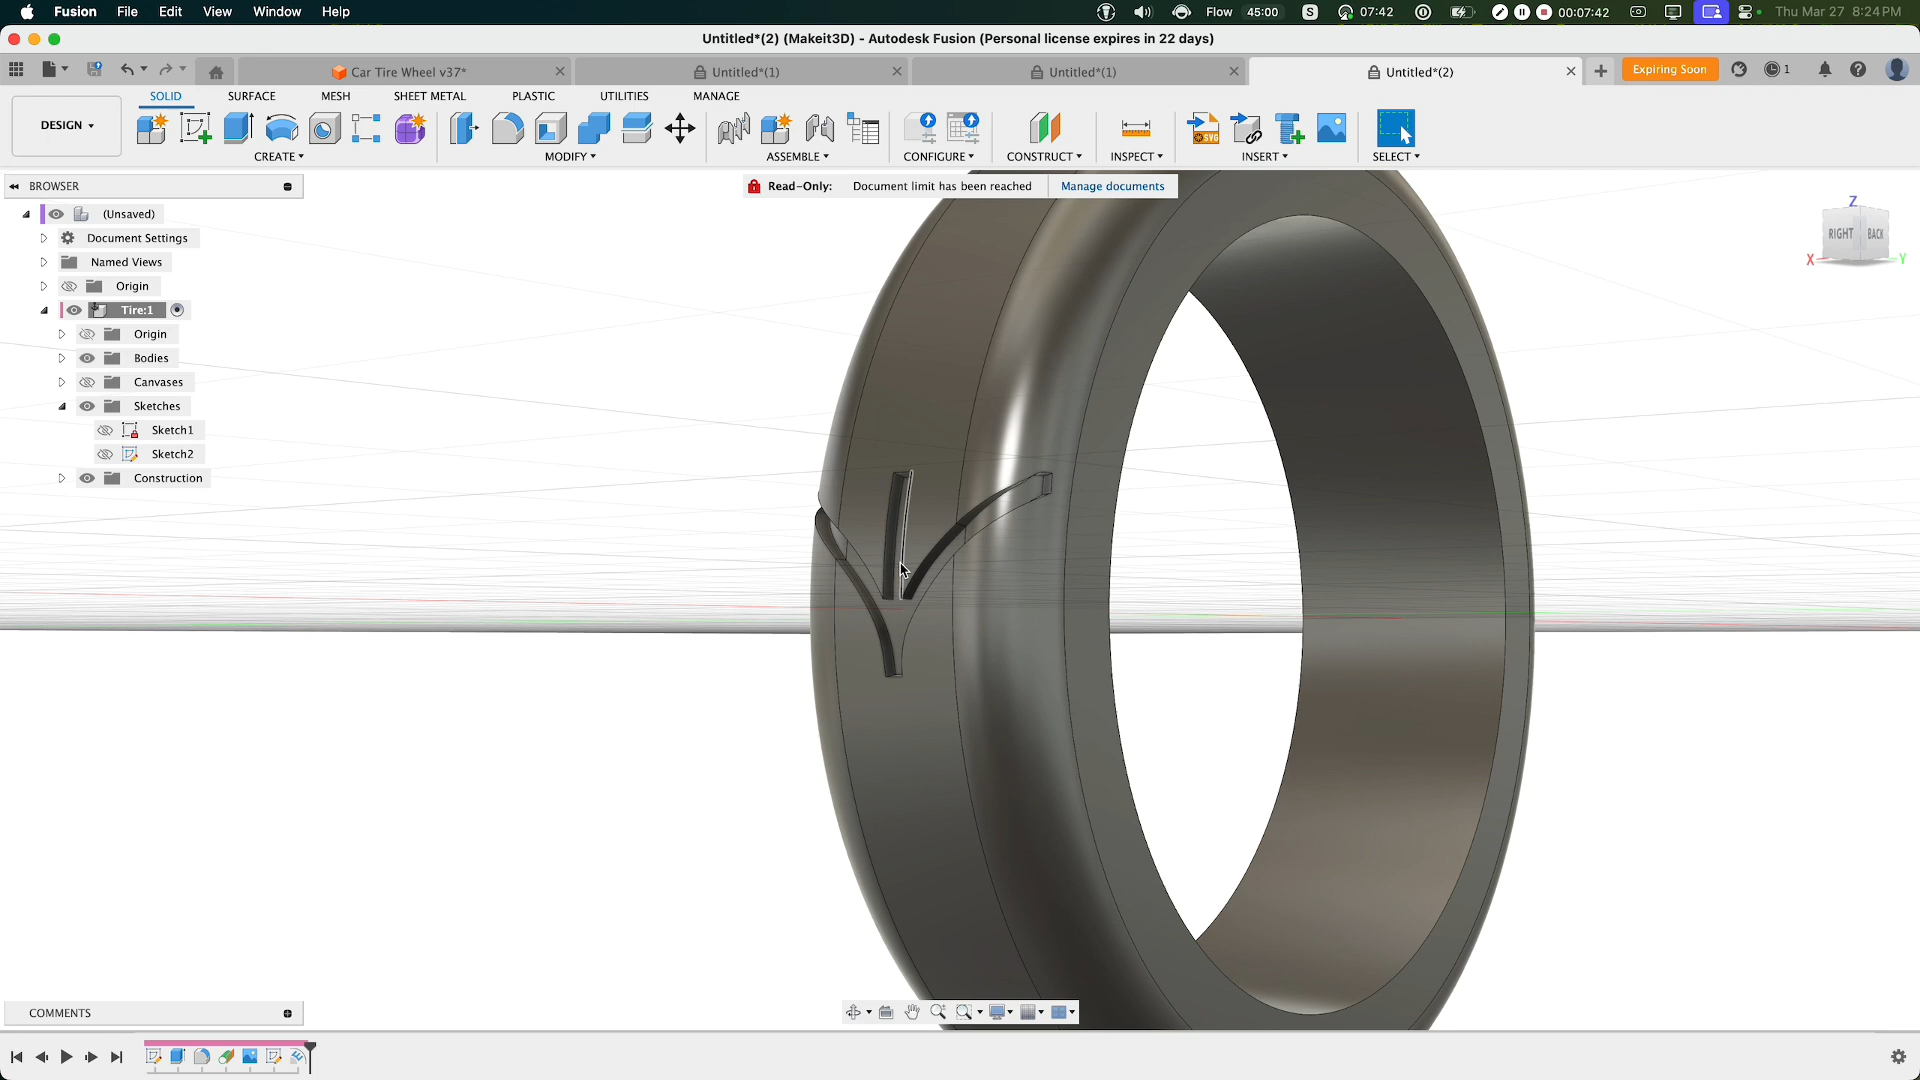 Fusion File Edit View Window Help Flow 45:00 S 07:42 00:07:42 Thu Mar 27 8:24 PM
Untitled*(2) (Makeit3D) - Autodesk Fusion (Personal license expires in 22 days)
Car Tire Wheel v37* Untitled*(1) Untitled*(1) Untitled*(2) Expiring Soon 1
SOLID SURFACE MESH SHEET METAL PLASTIC UTILITIES MANAGE
DESIGN
SVG
CREATE MODIFY ASSEMBLE CONFIGURE CONSTRUCT INSPECT INSERT SELECT
BROWSER
Read-Only: Document limit has been reached Manage documents
(Unsaved)
Document Settings
Named Views
Origin
Tire:1
Origin
Bodies
Canvases
Sketches
Sketch1
Sketch2
Construction
Z
RIGHT BACK
X Y
COMMENTS